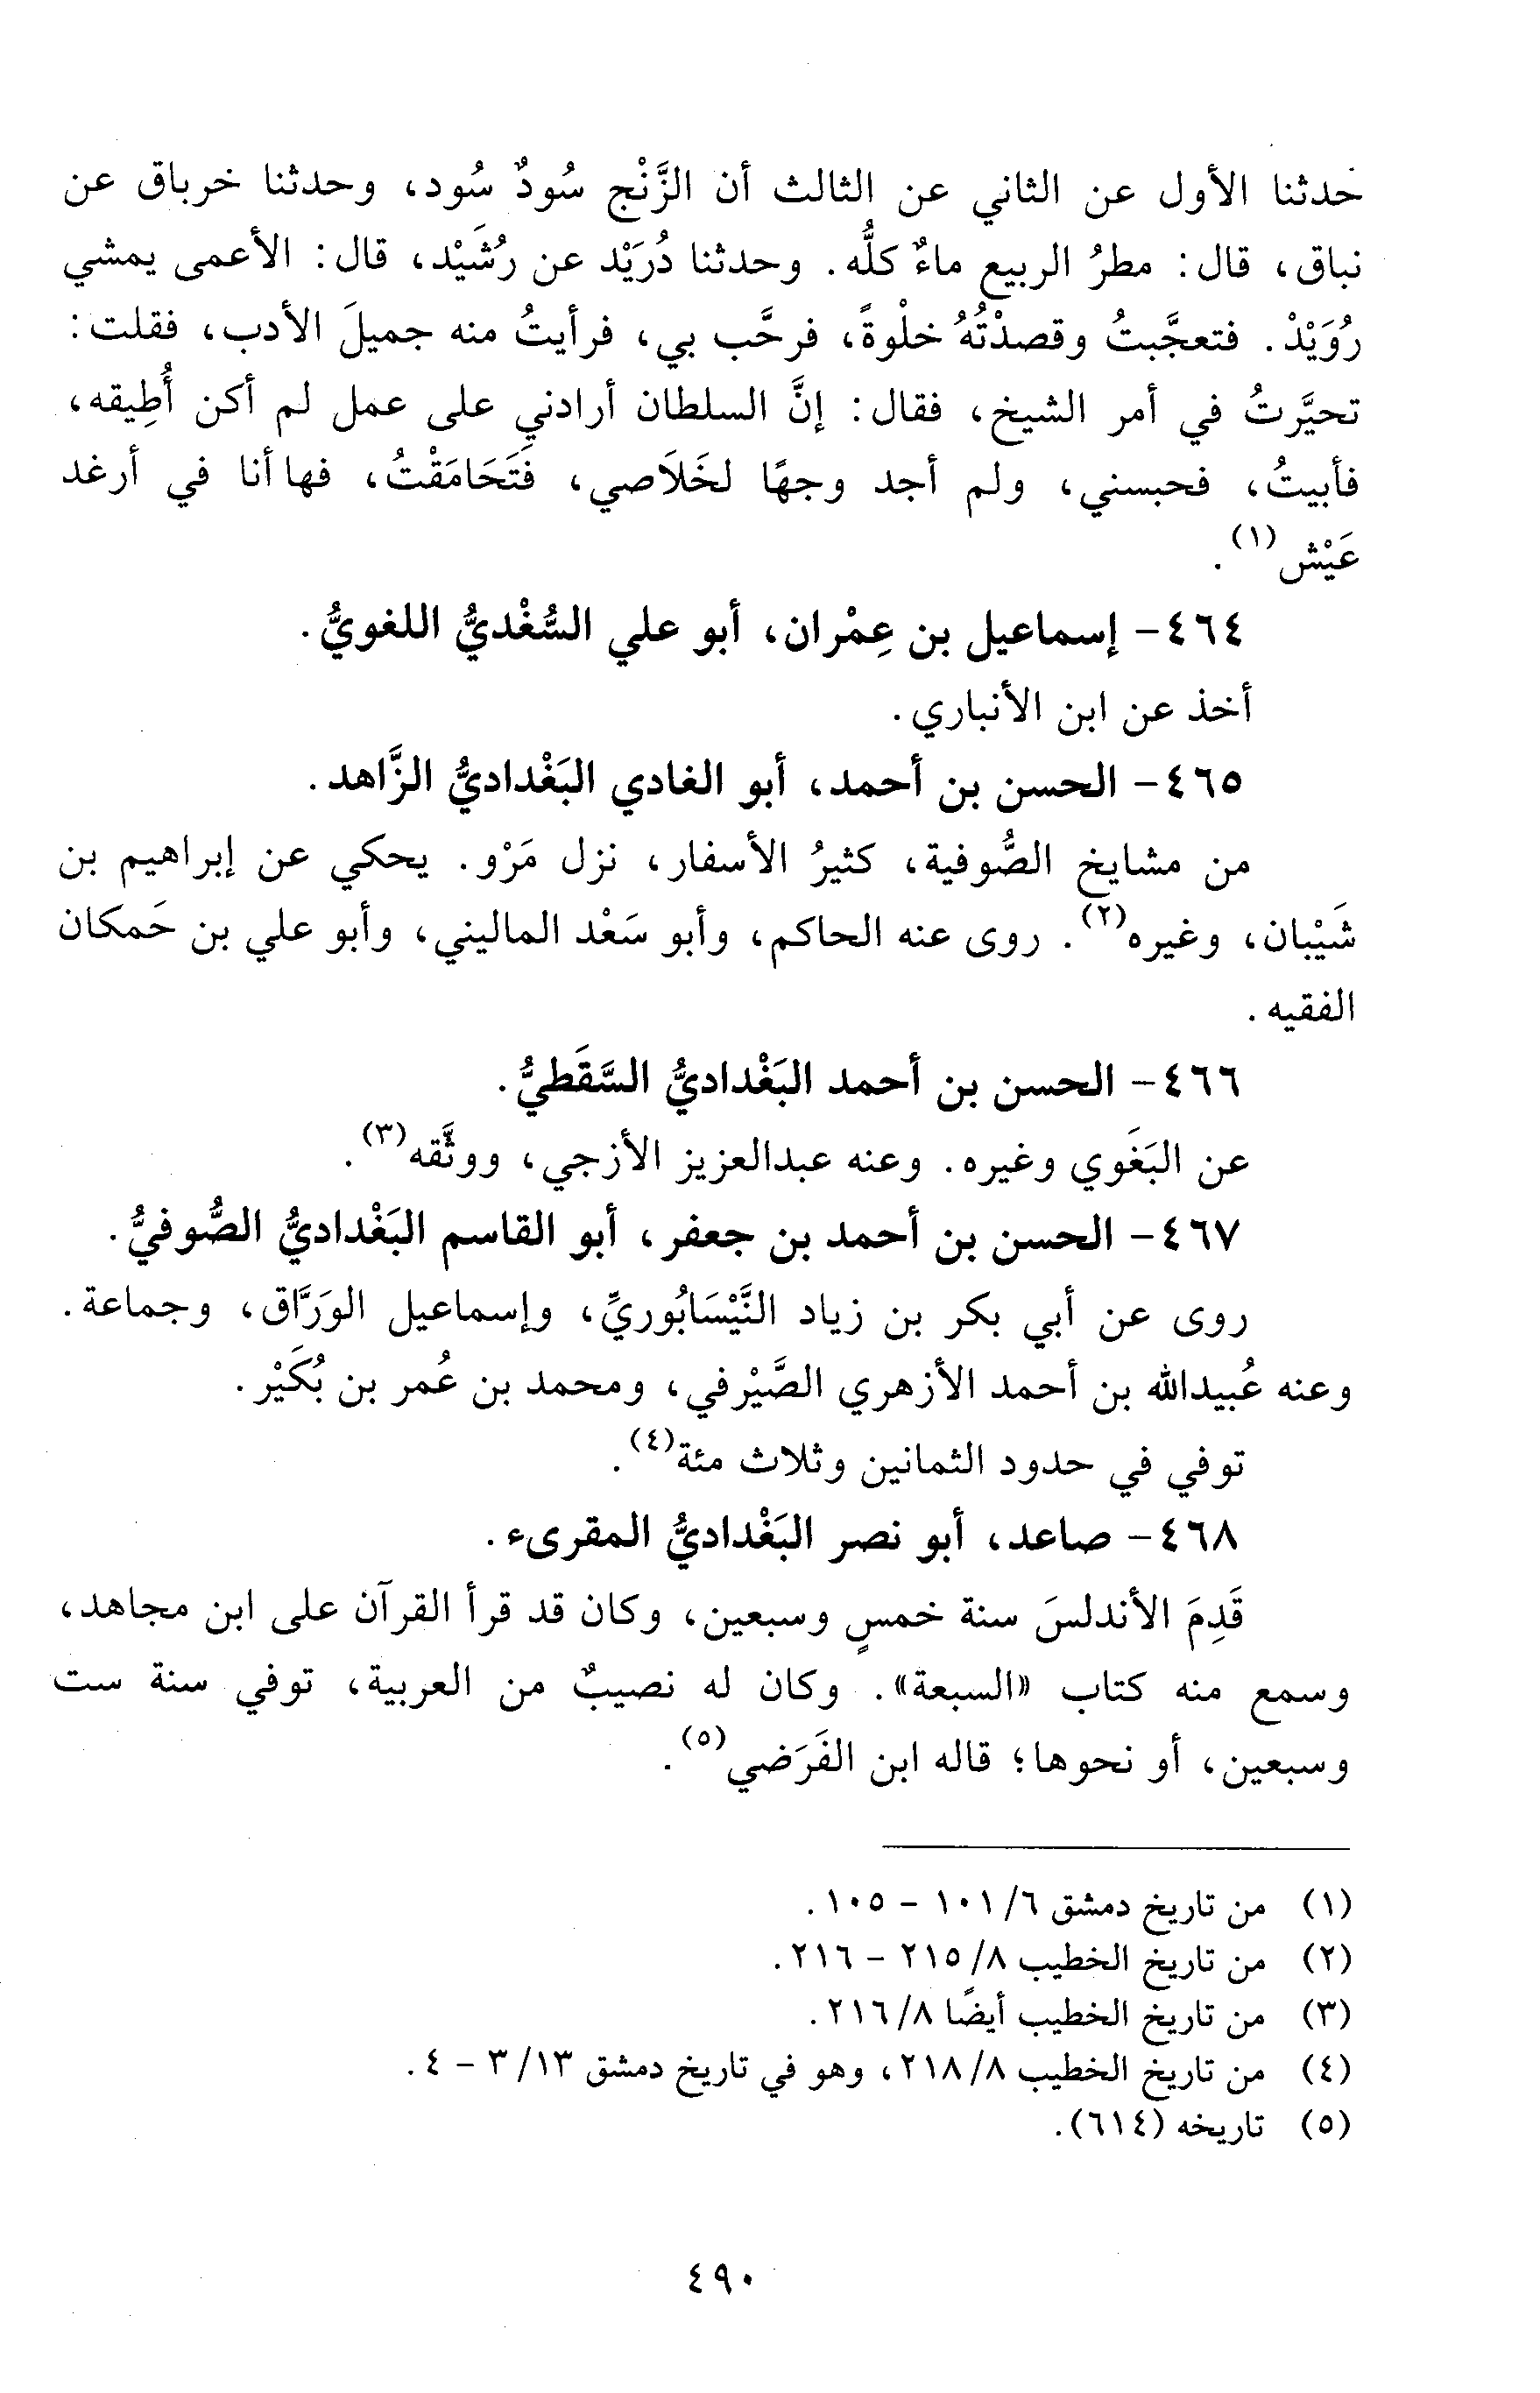 حدثنا الأول عن الثاني عن الثالث أن الزَّنْج سُودٌ سُود، وحدثنا خرباق عن
نباق، قال: مطرُ الربيع ماءٌ كلُّه. وحدثنا دُرَيْد عن رُشَيْد، قال: الأعمى يمشي
رُوَيْدْ. فتعجَّبتُ وقصدْتُهُ خلْوةً، فرحَّب بي، فرأيتُ منه جميلَ الأدب، فقلت:
تحيَّرتُ في أمر الشيخ، فقال: إنَّ السلطان أرادني على عمل لم أكن أُطِيقه،
فأبيتُ، فحبسني، ولم أجد وجهًا لخَلَاصي، فَتَحَامَقْتُ، فها أنا في أرغد
عَيْش(١).
٤٦٤- إسماعيل بن عِمْران، أبو علي السُّغْديُّ اللغويُّ.
أخذ عن ابن الأنباري.
٤٦٥- الحسن بن أحمد، أبو الغادي البَغْداديُّ الزَّاهد.
من مشايخ الصُّوفية، كثيرُ الأسفار، نزل مَرْو. يحكي عن إبراهيم بن
شَيْبان، وغيره(٢). روى عنه الحاكم، وأبو سَعْد الماليني، وأبو علي بن حَمكان
الفقيه.
٤٦٦- الحسن بن أحمد البَغْداديُّ السَّقَطيُّ.
عن البَغَوي وغيره. وعنه عبدالعزيز الأزجي، ووثَّقه(٣).
٤٦٧- الحسن بن أحمد بن جعفر، أبو القاسم البَغْداديُّ الصُّوفيُّ.
روى عن أبي بكر بن زياد النَّيْسَابُوريِّ، وإسماعيل الورَّاق، وجماعة.
وعنه عُبيدالله بن أحمد الأزهري الصَّيْرفي، ومحمد بن عُمر بن بُكَيْر.
توفي في حدود الثمانين وثلاث مئة(٤).
٤٦٨- صاعد، أبو نصر البَغْداديُّ المقرىء.
قَدِمَ الأندلسَ سنة خمسٍ وسبعين، وكان قد قرأ القرآن على ابن مجاهد،
وسمع منه كتاب «السبعة». وكان له نصيبٌ من العربية، توفي سنة ست
وسبعين، أو نحوها؛ قاله ابن الفَرَضي(٥).
(١) من تاريخ دمشق ٦/ ١٠١ - ١٠٥.
(٢) من تاريخ الخطيب ٨/ ٢١٥ - ٢١٦.
(٣) من تاريخ الخطيب أيضًا ٨/ ٢١٦.
(٤) من تاريخ الخطيب ٨/ ٢١٨، وهو في تاريخ دمشق ١٣/ ٣ - ٤.
(٥) تاريخه (٦١٤).
٤٩٠